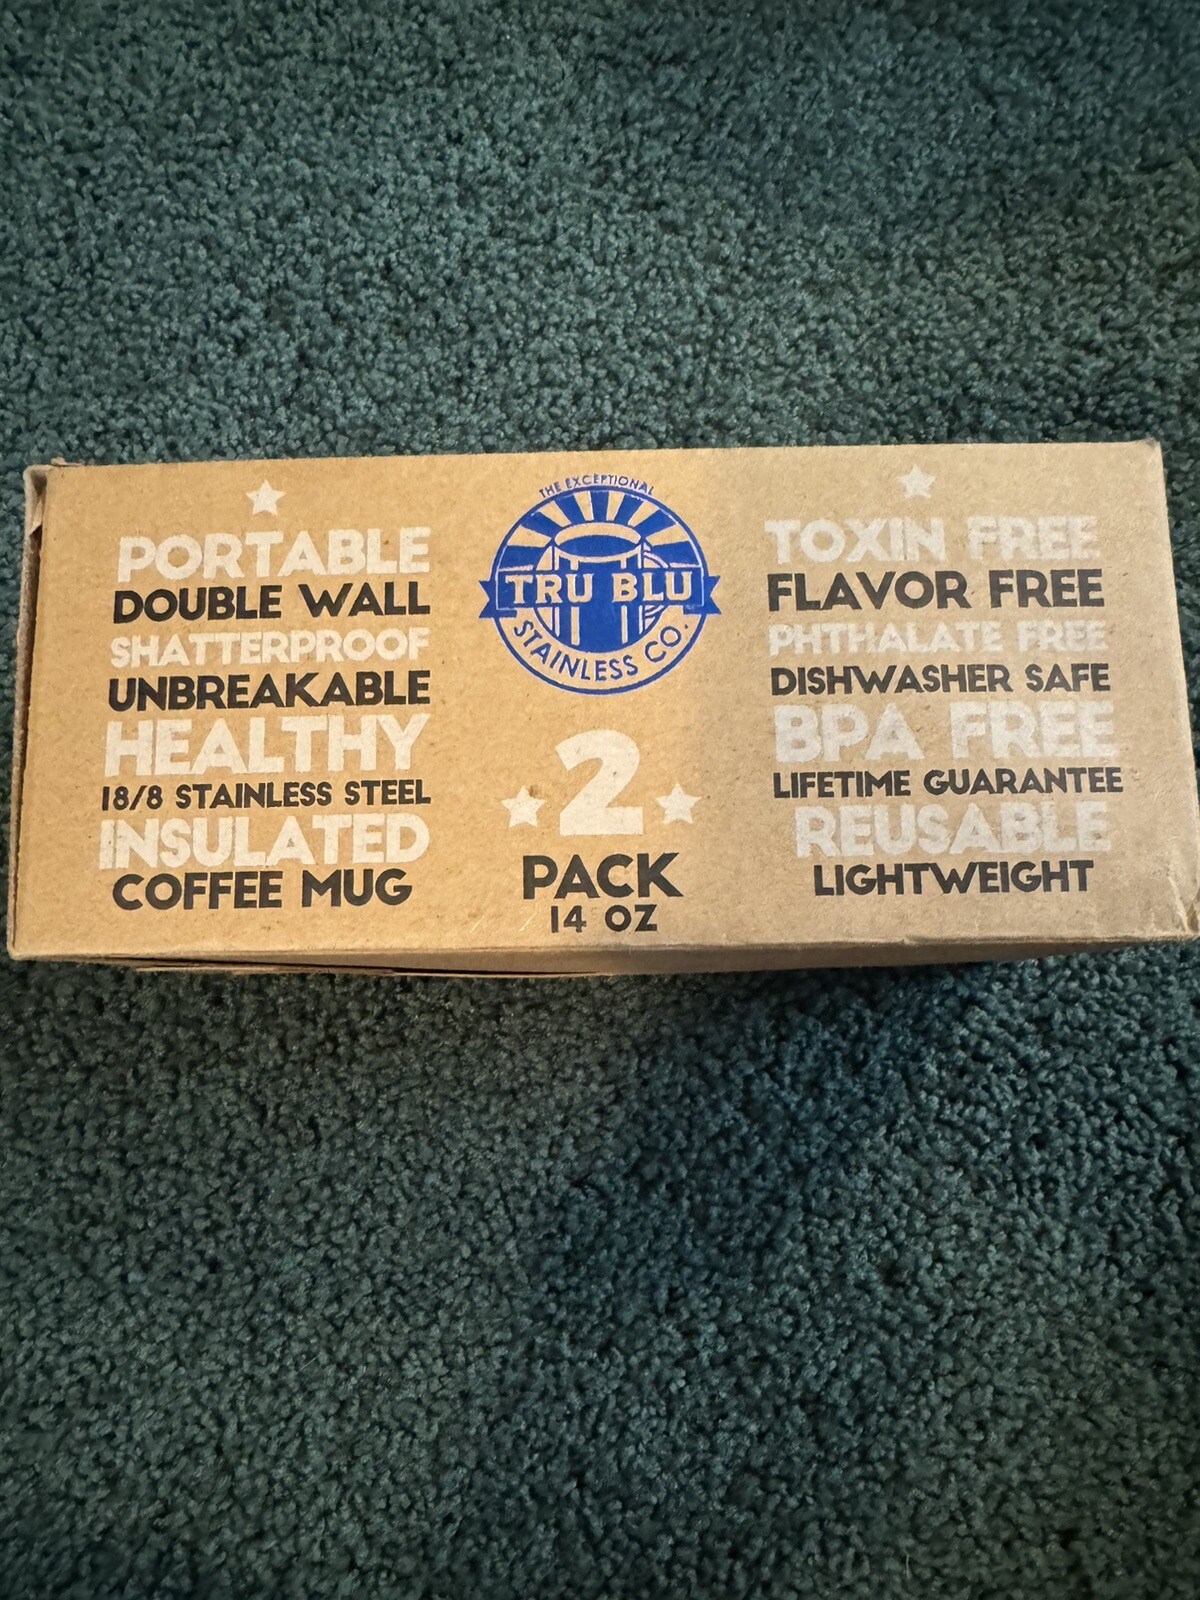 PORTABLE
DOUBLE WALL
SHATTERPROOF
UNBREAKABLE
HEALTHY
18/8 STAINLESS STEEL
INSULATED
COFFEE MUG
THE EXCEPTIONAL
TRU BLU
STAINLESS CO.
2
PACK
14 OZ
TOXIN FREE
FLAVOR FREE
PHTHALATE FREE
DISHWASHER SAFE
BPA FREE
LIFETIME GUARANTEE
REUSABLE
LIGHTWEIGHT